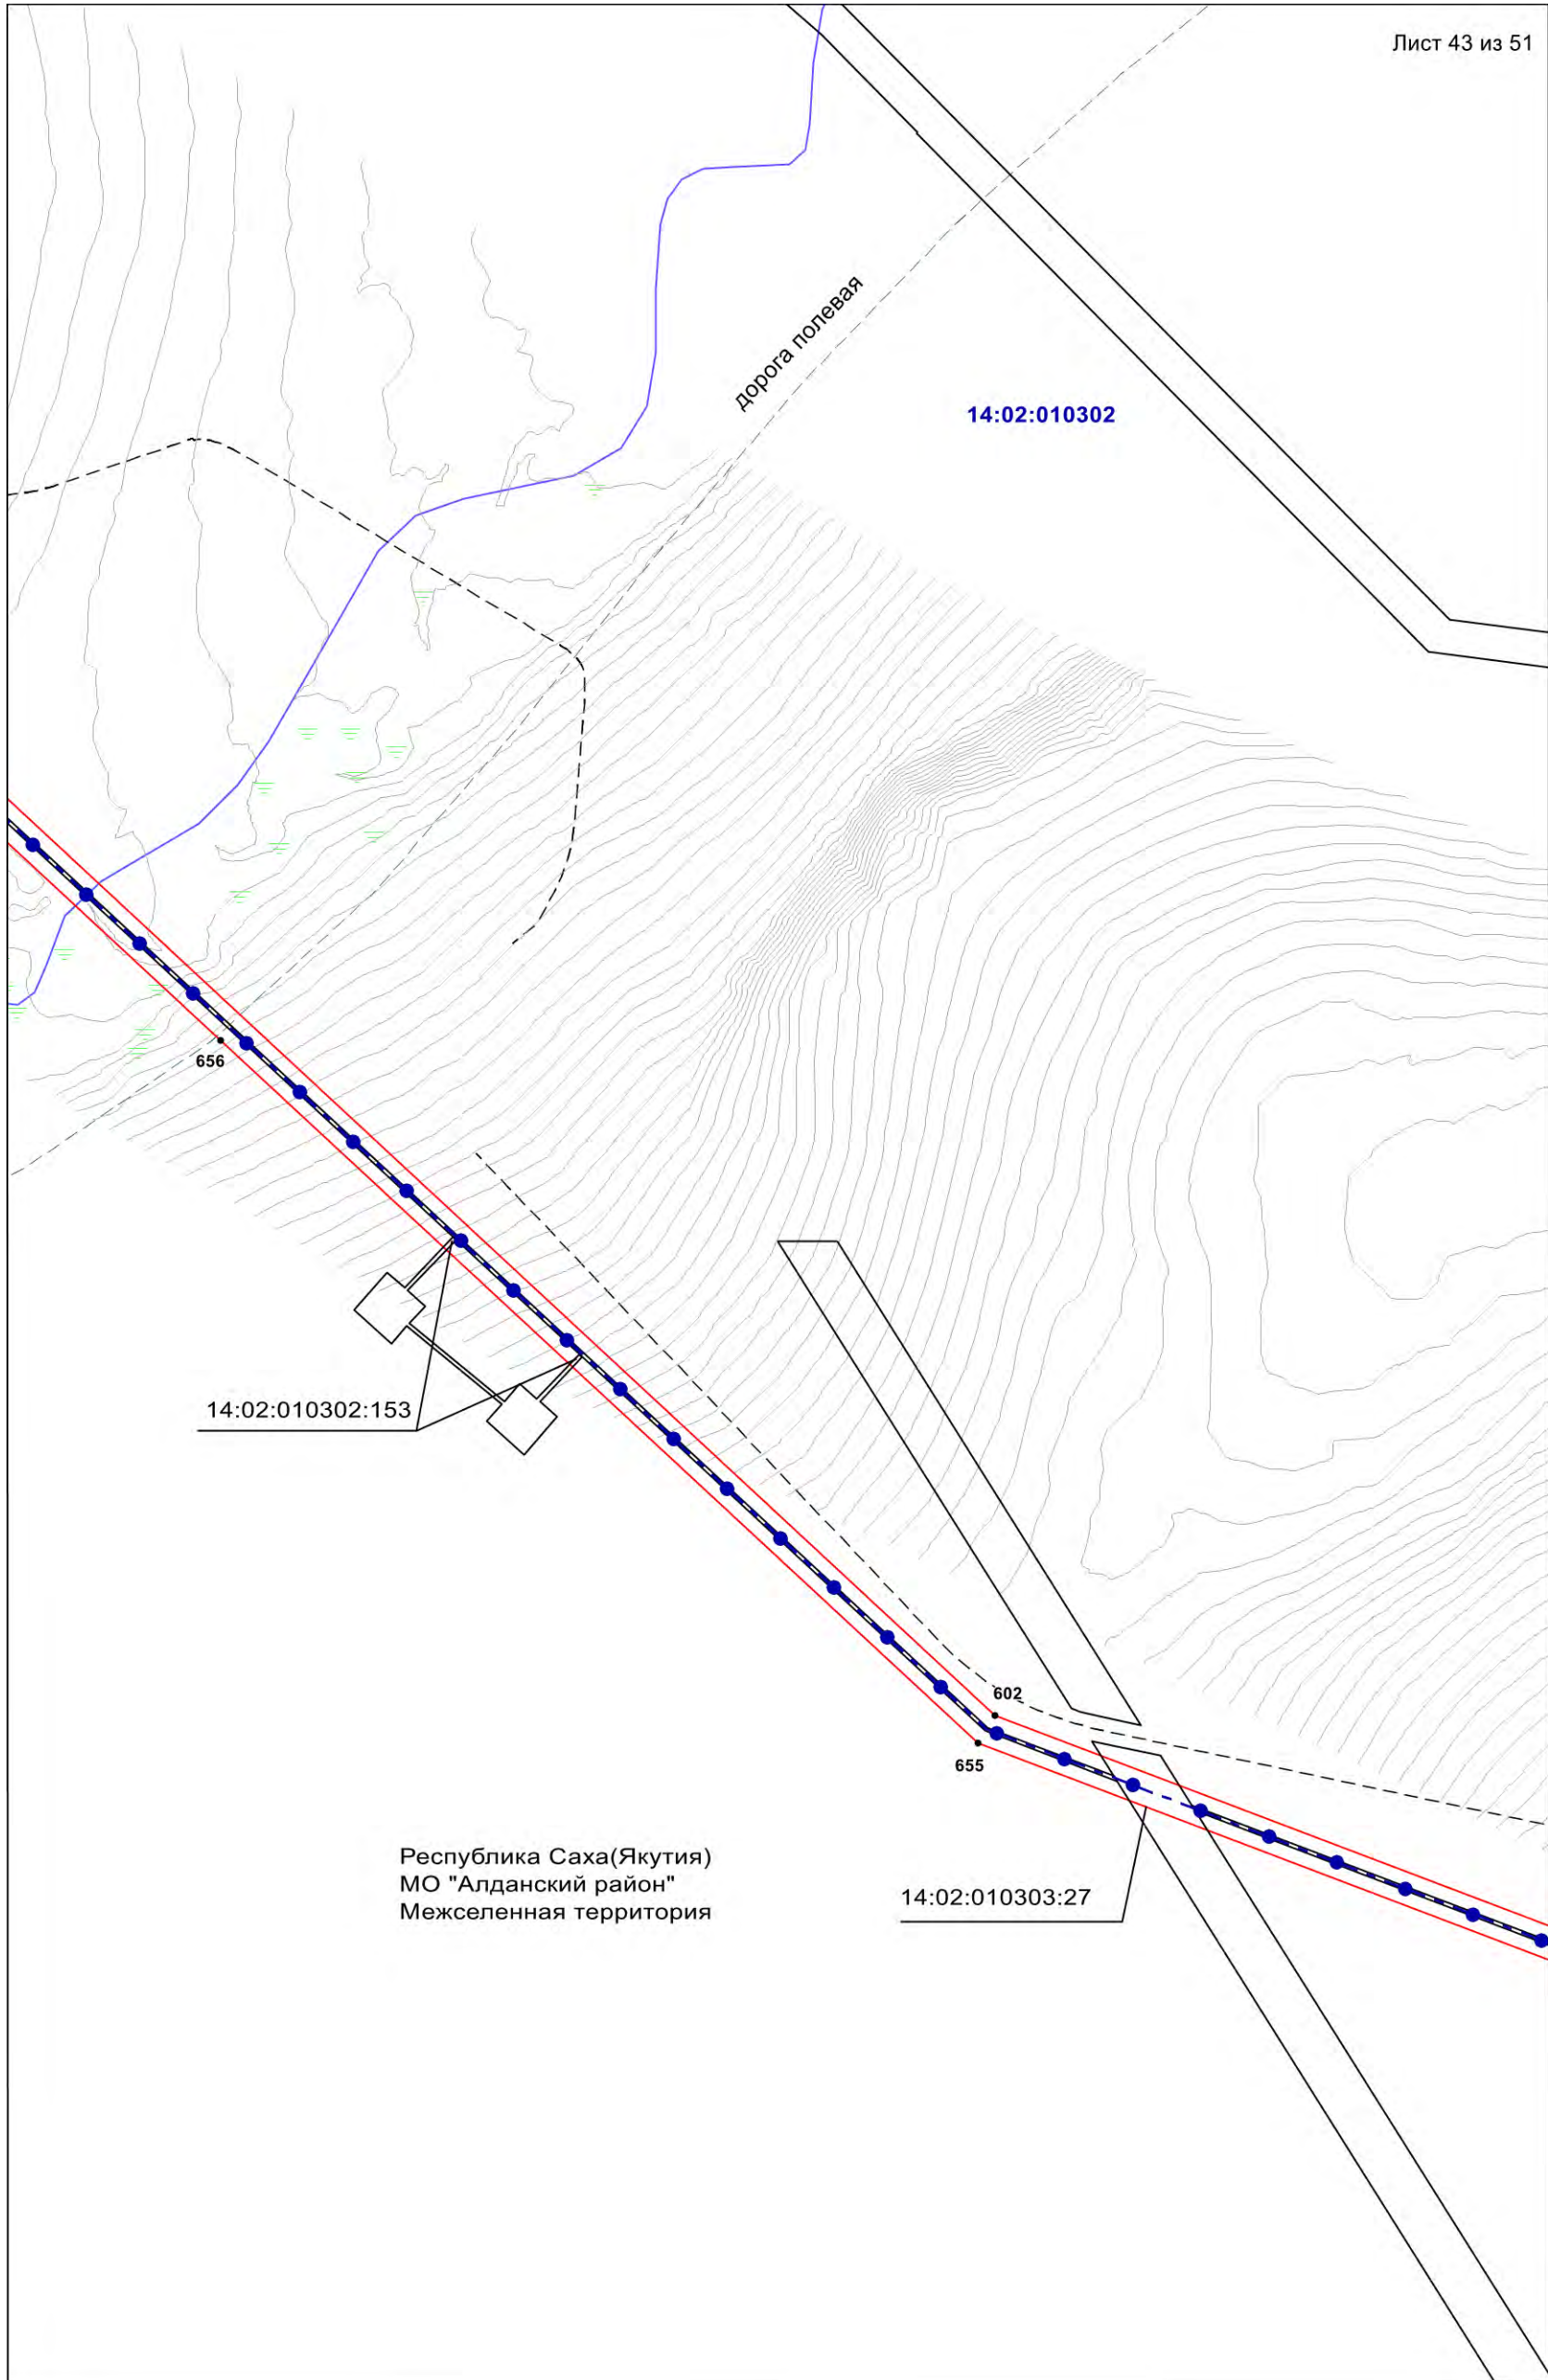 Лист 43 из 51
дорога полевая
14:02:010302
656
14:02:010302:153
602
655
Республика Саха(Якутия)
МО "Алданский район"
Межселенная территория
14:02:010303:27